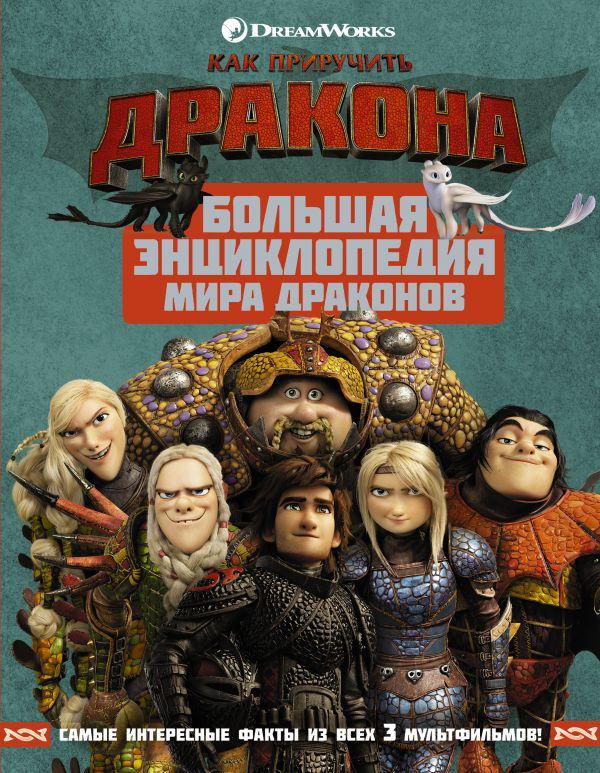 DREAMWORKS
КАК ПРИРУЧИТЬ
ДРАКОНА
БОЛЬШАЯ
ЭНЦИКЛОПЕДИЯ
МИРА ДРАКОНОВ
САМЫЕ ИНТЕРЕСНЫЕ ФАКТЫ ИЗ ВСЕХ 3 МУЛЬТФИЛЬМОВ!